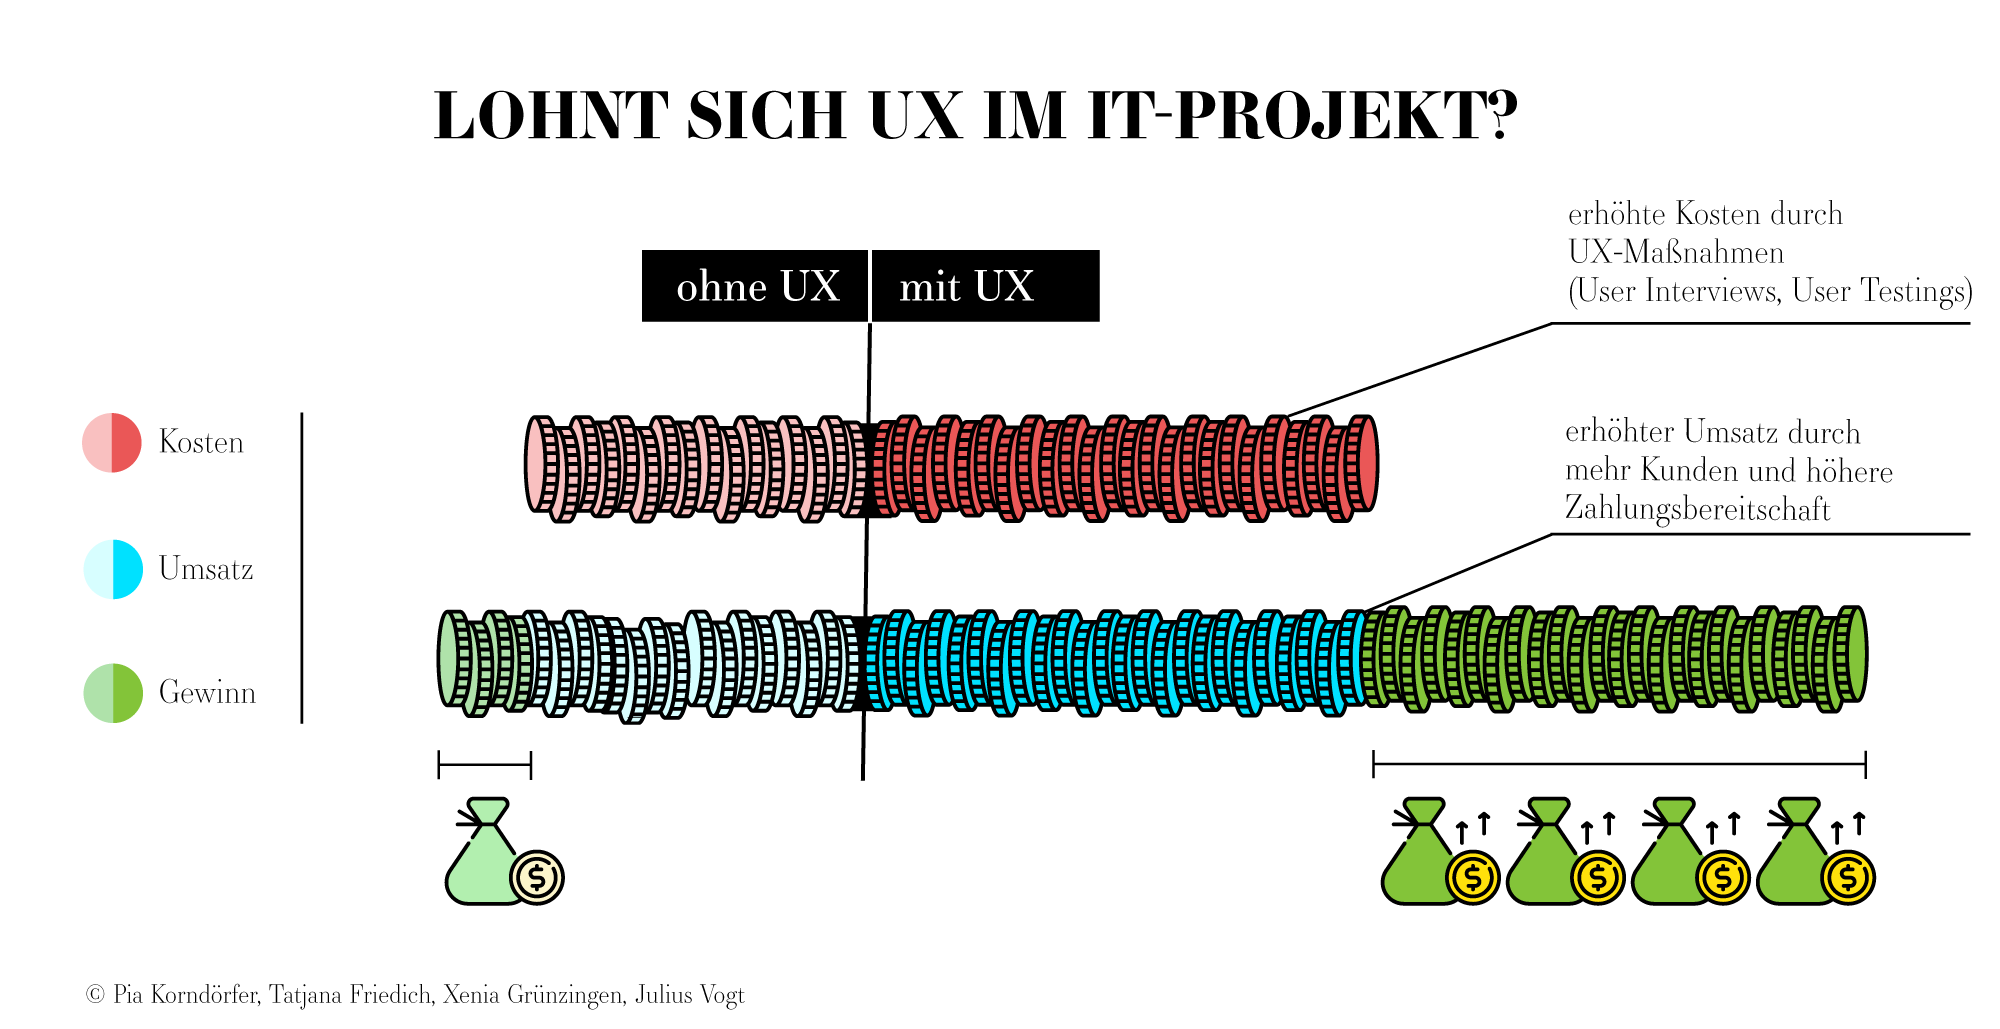 LOHNT SICH UX IM IT-PROJEKT?
ohne UX
mit UX
erhöhte Kosten durch
UX-Maßnahmen
(User Interviews, User Testings)
Kosten
erhöhter Umsatz durch
mehr Kunden und höhere
Zahlungsbereitschaft
Umsatz
Gewinn
$
$
$
$
$
© Pia Korndörfer, Tatjana Friedich, Xenia Grünzingen, Julius Vogt